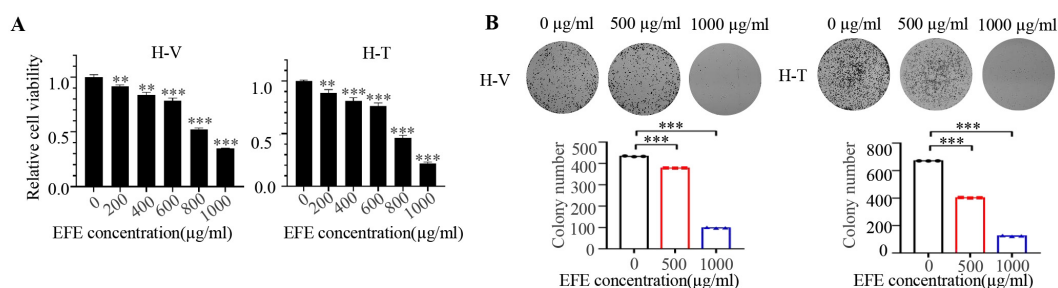 A
H-V
H-T
Relative cell viability
1.0
0.5
0.0
**
**
***
***
***
0
200
400
600
800
1000
EFE concentration(μg/ml)
1.0
0.5
0
**
***
***
***
***
0
200
400
600
800
1000
EFE concentration(μg/ml)
B
0 μg/ml 500 μg/ml 1000 μg/ml
H-V
0 μg/ml 500 μg/ml 1000 μg/ml
H-T
***
***
Colony number
500
400
300
200
100
0
0 500 1000
EFE concentration(μg/ml)
***
***
Colony number
800
600
400
200
0
0 500 1000
EFE concentration(μg/ml)